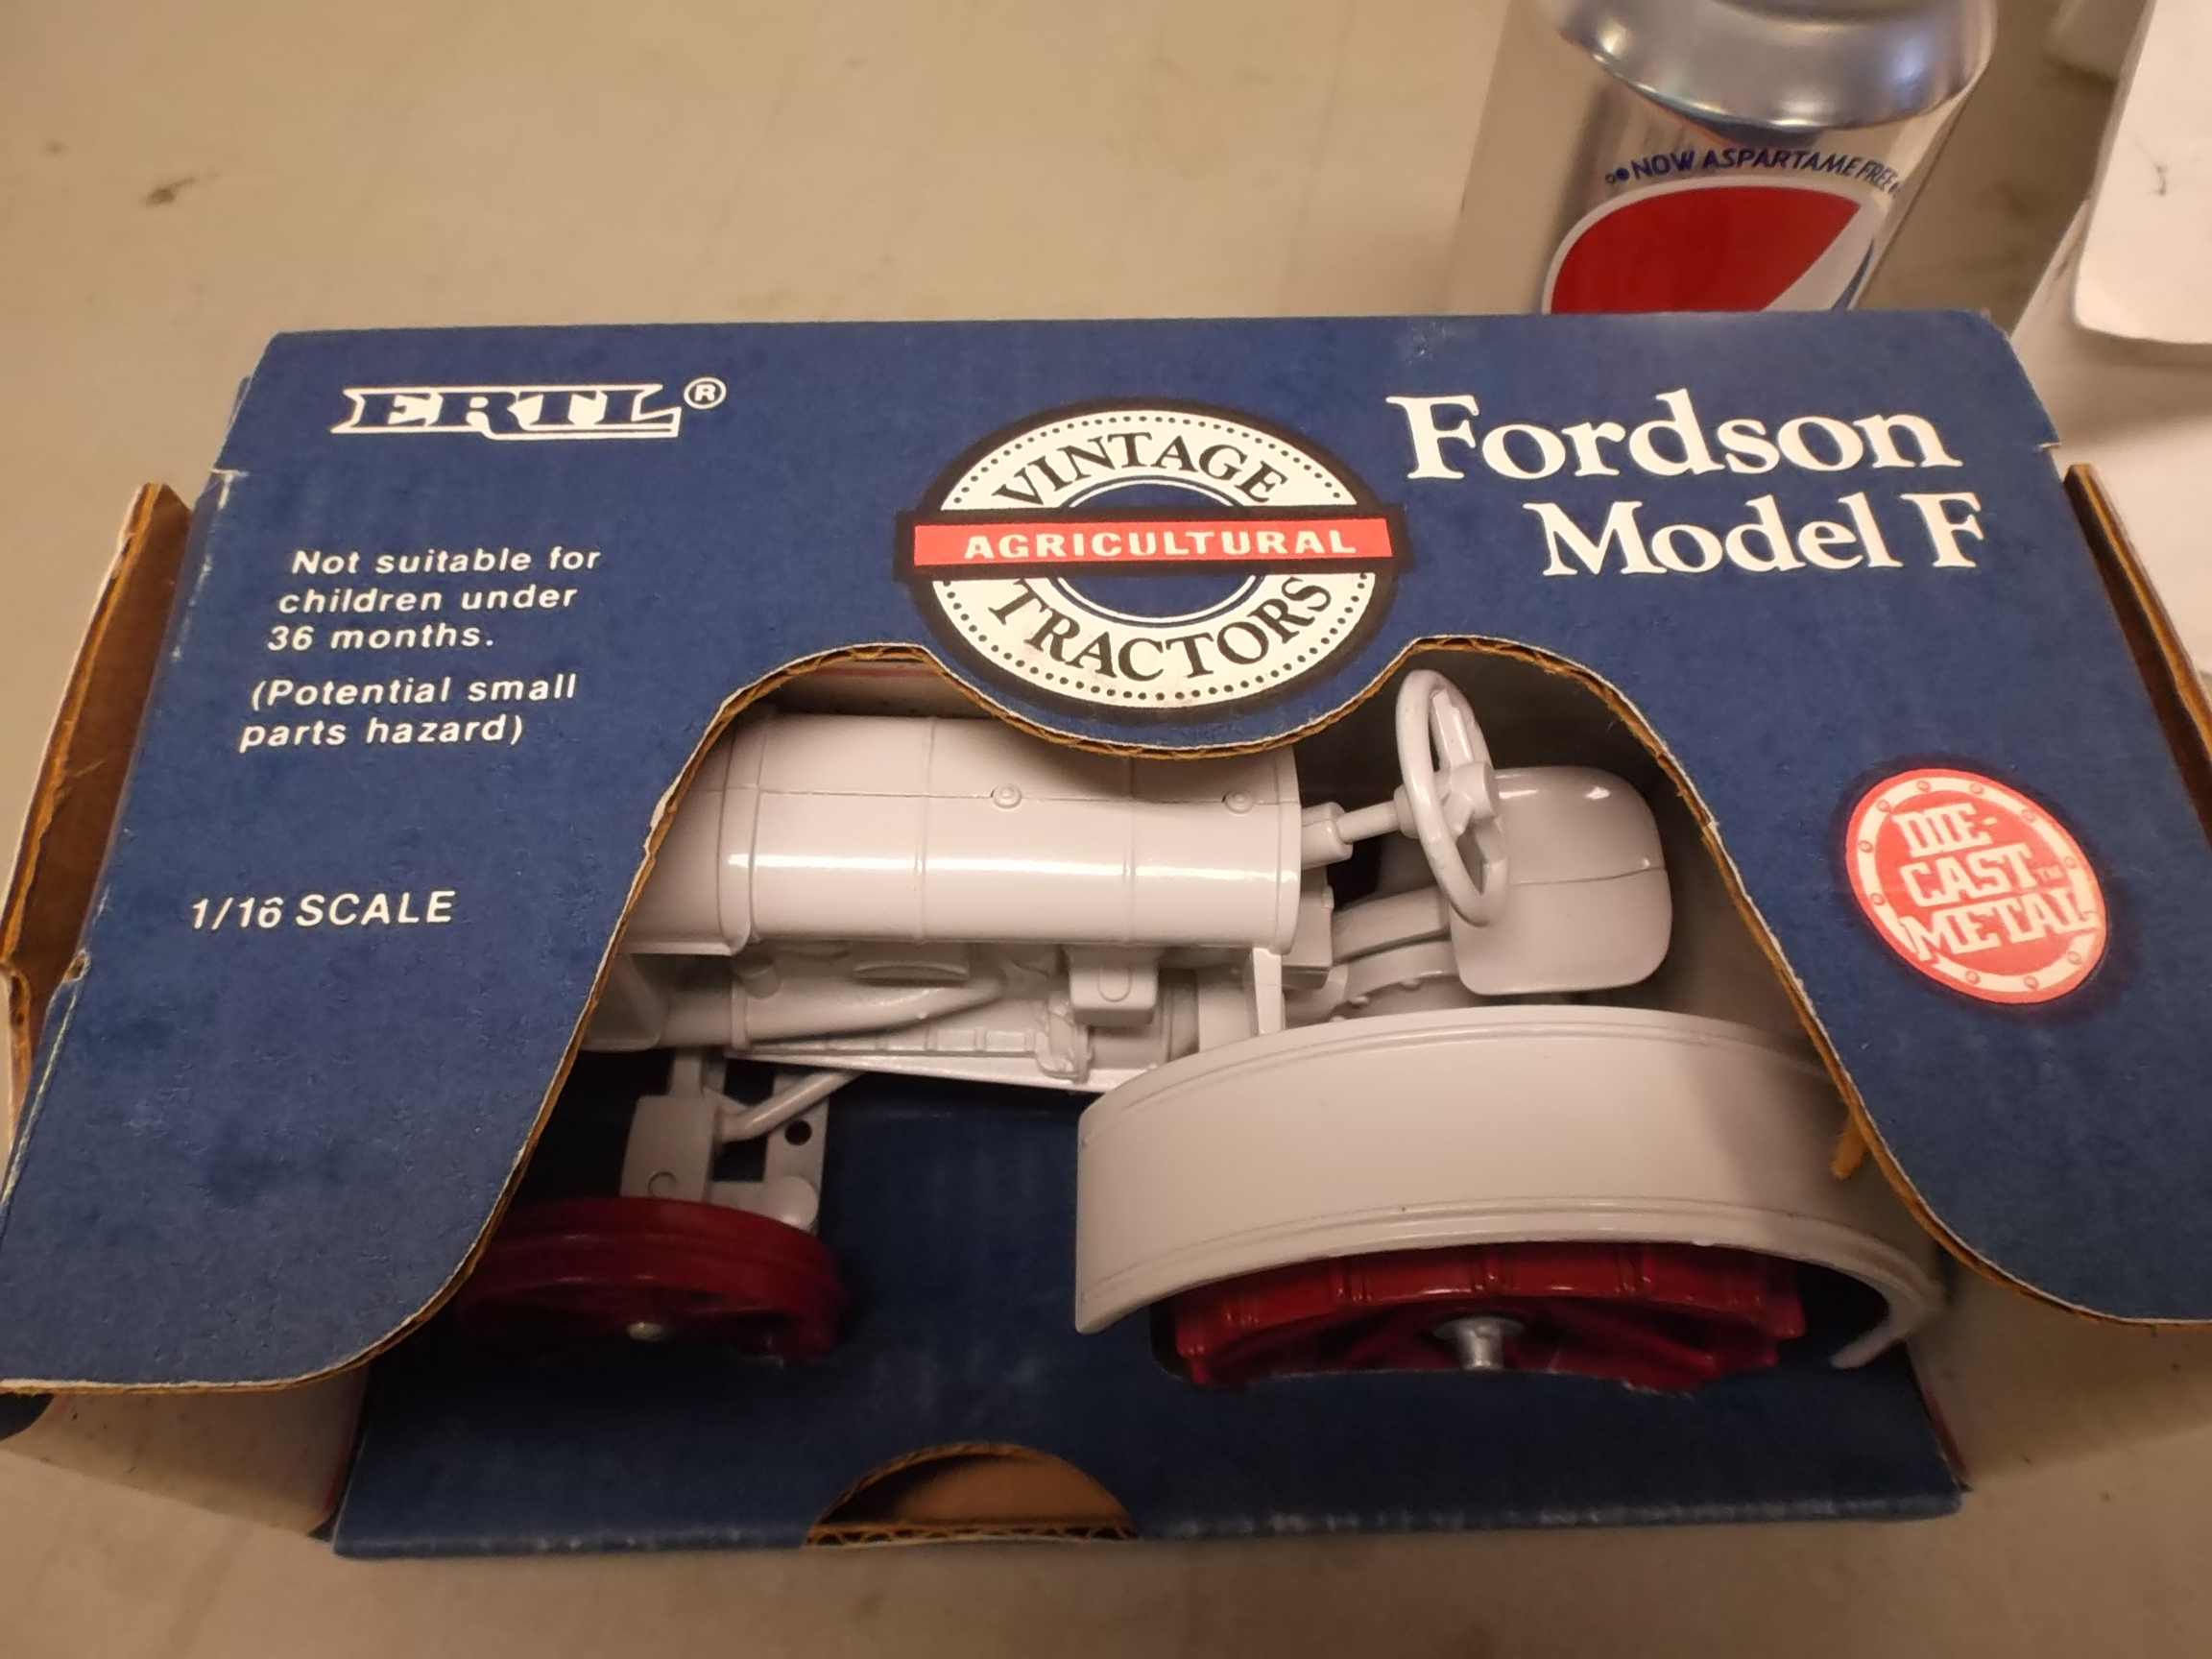 NOW ASPARTAME FREE
ERTL®
VINTAGE
AGRICULTURAL
TRACTORS
Fordson
Model F
Not suitable for
children under
36 months.
(Potential small
parts hazard)
1/16 SCALE
DIE-
CAST™
METAL